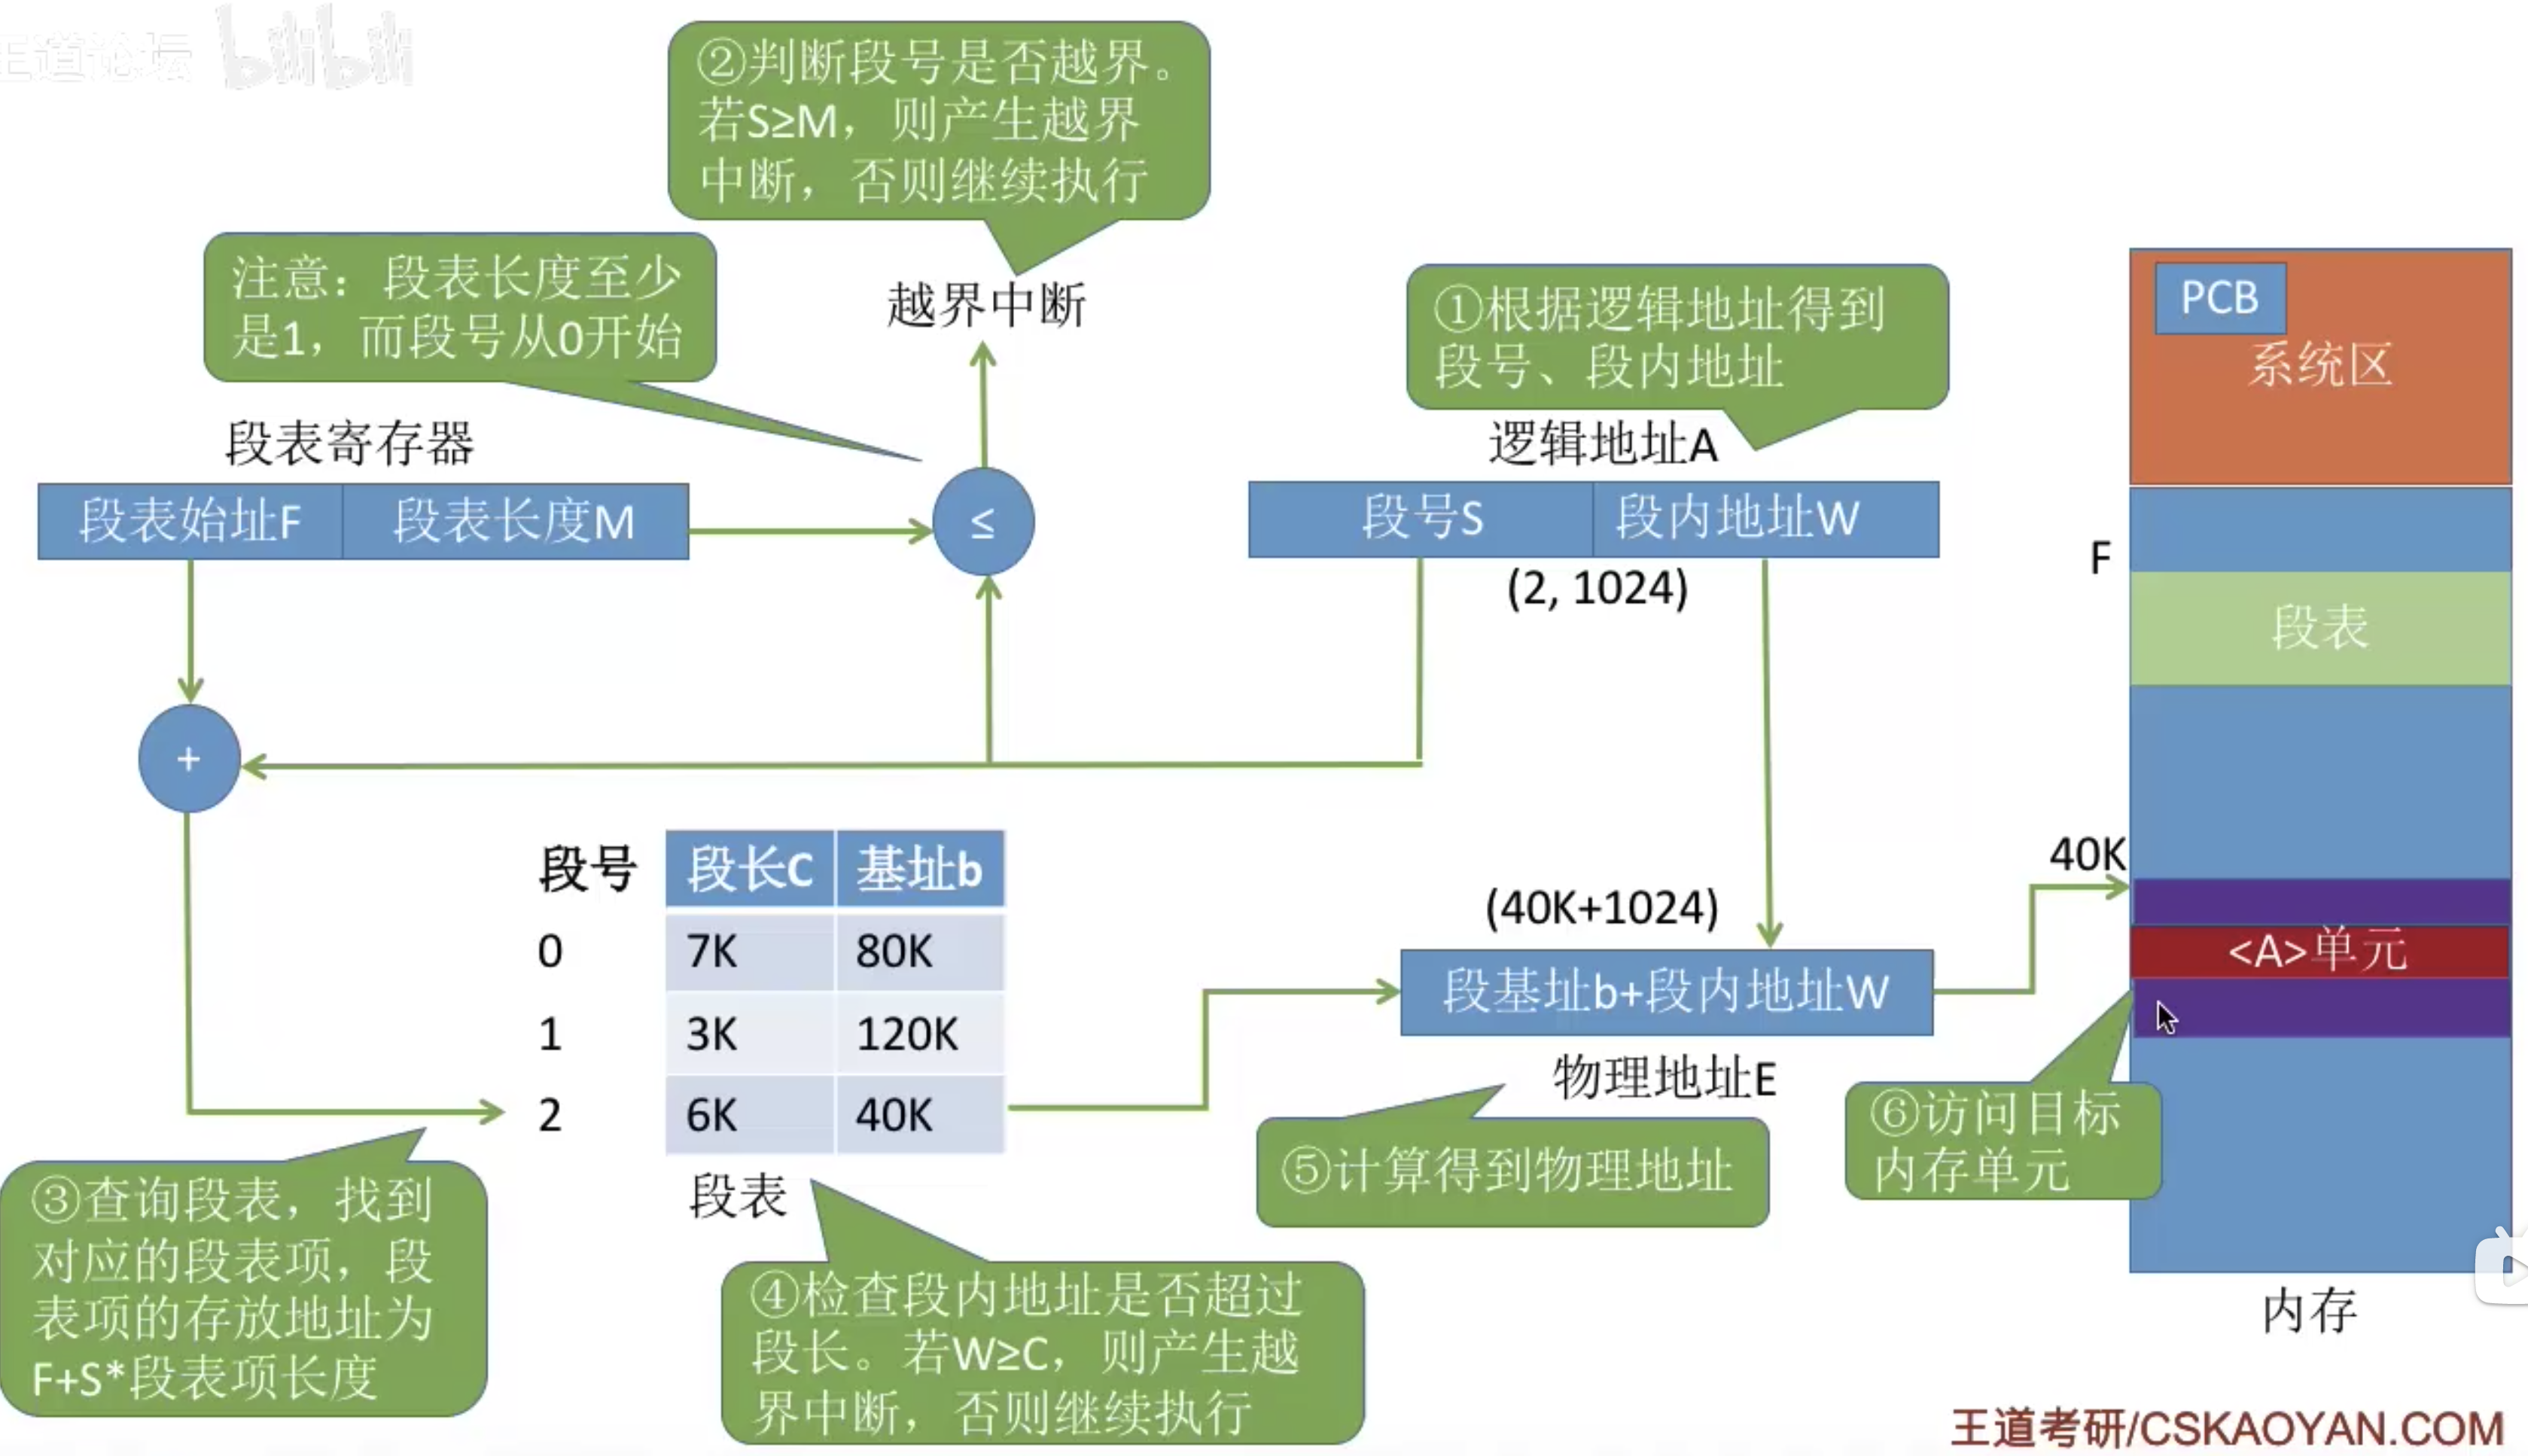 王道论坛 bilibili
②判断段号是否越界。
若S≥M，则产生越界
中断，否则继续执行
注意：段表长度至少
是1，而段号从0开始
越界中断
①根据逻辑地址得到
段号、段内地址
PCB
系统区
段表寄存器
逻辑地址A
段表始址F
段表长度M
≤
段号S
段内地址W
(2, 1024)
F
段表
+
段号
段长C
基址b
0
7K
80K
1
3K
120K
2
6K
40K
段表
(40K+1024)
段基址b+段内地址W
物理地址E
40K
<A>单元
③查询段表，找到
对应的段表项，段
表项的存放地址为
F+S*段表项长度
④检查段内地址是否超过
段长。若W≥C，则产生越
界中断，否则继续执行
⑤计算得到物理地址
⑥访问目标
内存单元
内存
王道考研/CSKAOYAN.COM